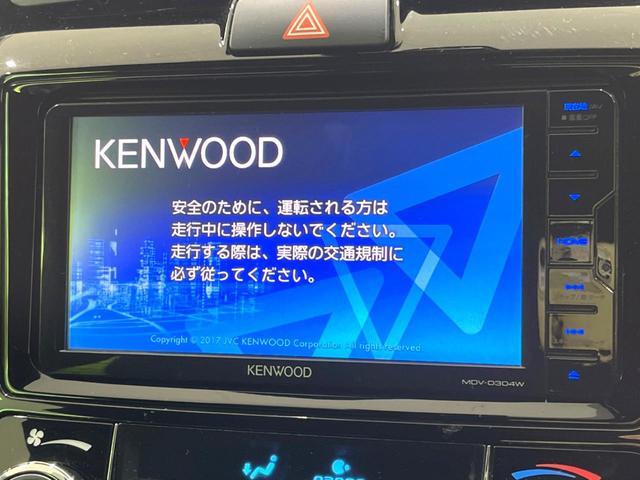 現在地
KENWOOD
安全のために、運転される方は
走行中に操作しないでください。
走行する際は、実際の交通規制に
必ず従ってください。
HOME
Copyright © 2017 JVC KENWOOD Corporation All rights reserved.
KENWOOD
MDV-D304W